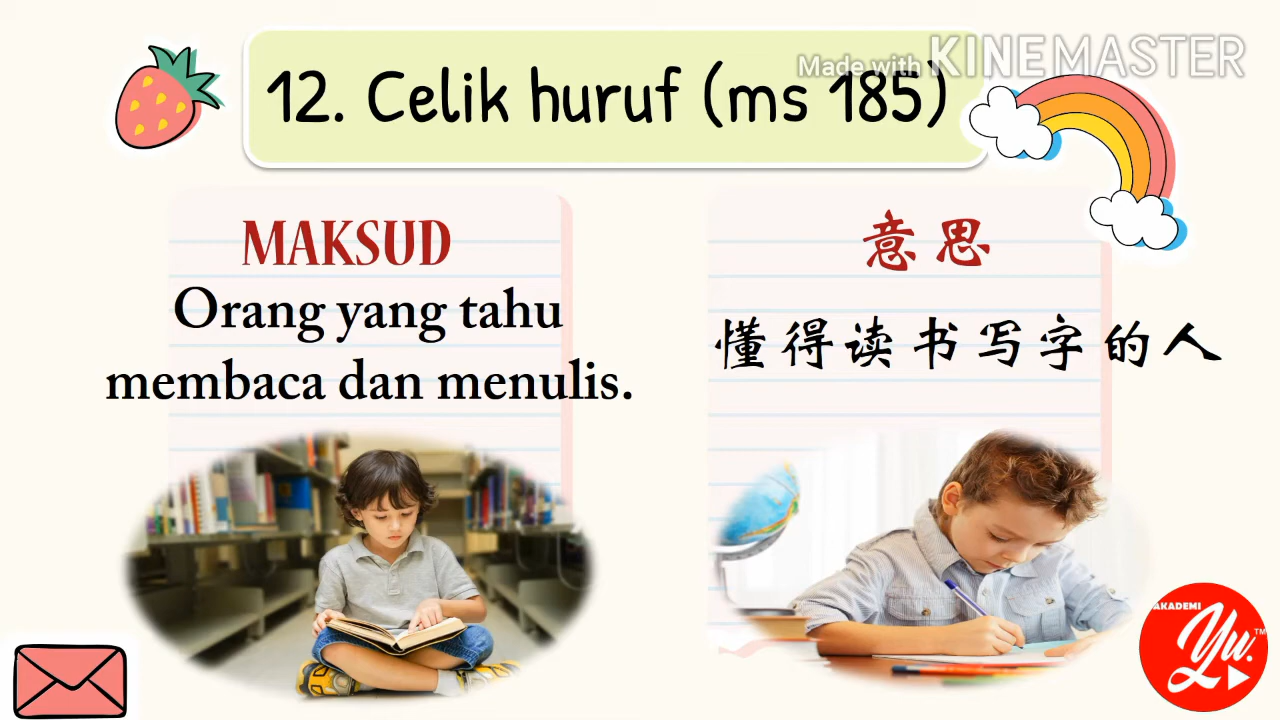 Made with KINEMASTER
12. Celik huruf (ms 185)
MAKSUD
Orang yang tahu
membaca dan menulis.
意思
懂得读书写字的人
AKADEMI
Yu.
TM